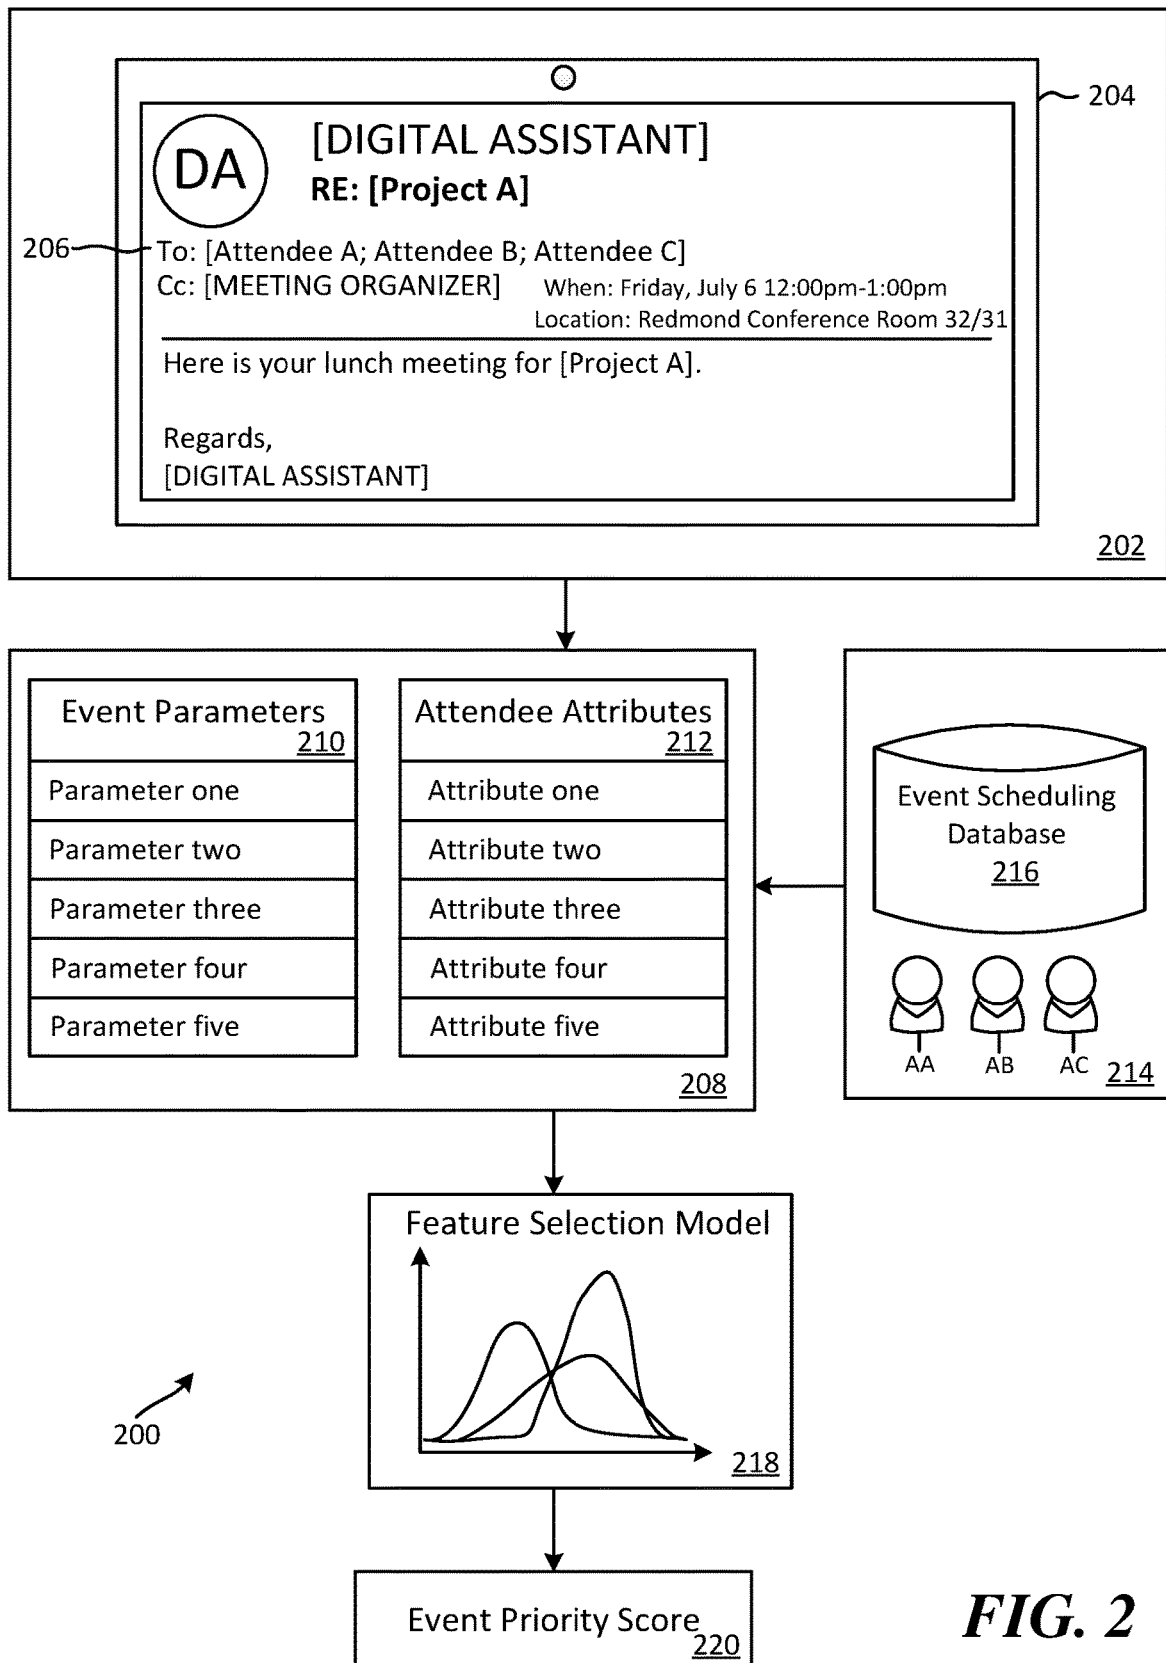 204
DA
[DIGITAL ASSISTANT]
RE: [Project A]
206
To: [Attendee A; Attendee B; Attendee C]
Cc: [MEETING ORGANIZER]
When: Friday, July 6 12:00pm-1:00pm
Location: Redmond Conference Room 32/31
Here is your lunch meeting for [Project A].
Regards,
[DIGITAL ASSISTANT]
202
Event Parameters
210
Parameter one
Parameter two
Parameter three
Parameter four
Parameter five
Attendee Attributes
212
Attribute one
Attribute two
Attribute three
Attribute four
Attribute five
208
Event Scheduling
Database
216
AA
AB
AC
214
Feature Selection Model
218
200
Event Priority Score
220
FIG. 2